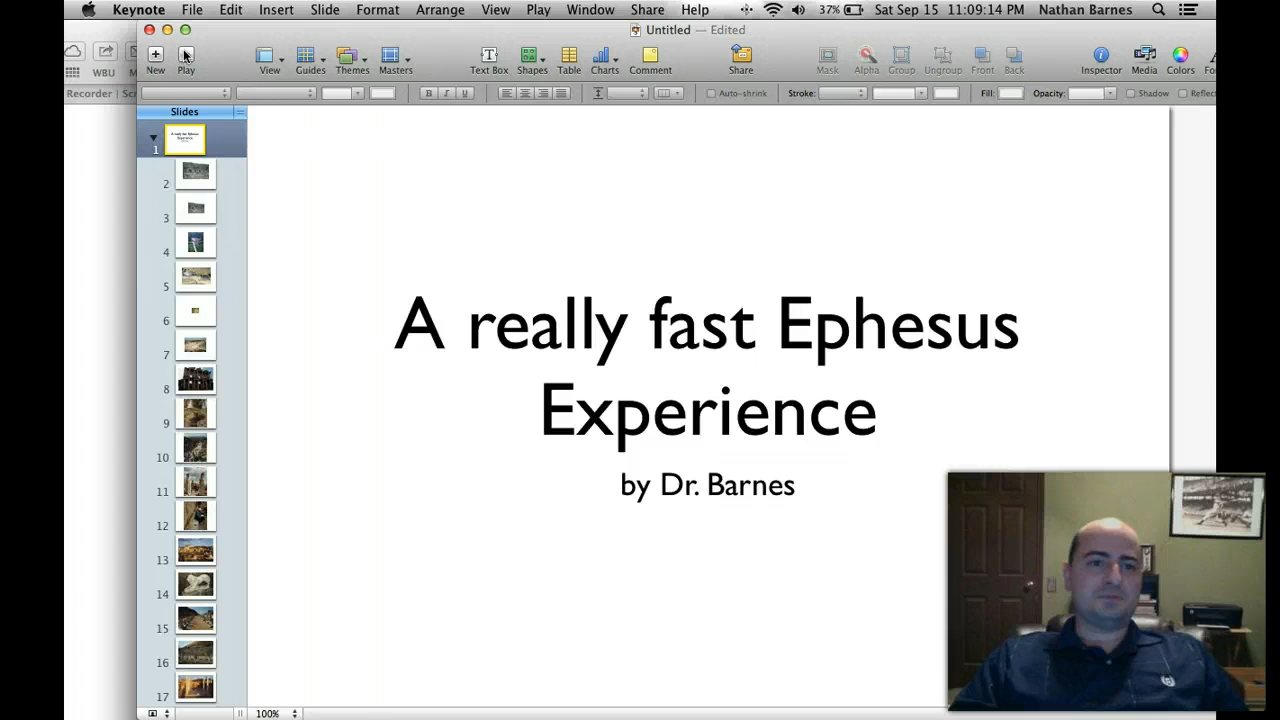 Keynote File Edit Insert Slide Format Arrange View Play Window Share Help 37% Sat Sep 15 11:09:14 PM Nathan Barnes
Untitled — Edited
New Play View Guides Themes Masters Text Box Shapes Table Charts Comment Share Mask Alpha Group Ungroup Front Back Inspector Media Colors
WBU
Recorder
B I U Auto-shrink Stroke: Fill: Opacity: Shadow
Slides
1
2
3
4
5
6
7
8
9
10
11
12
13
14
15
16
17
A really fast Ephesus
Experience
by Dr. Barnes
100%